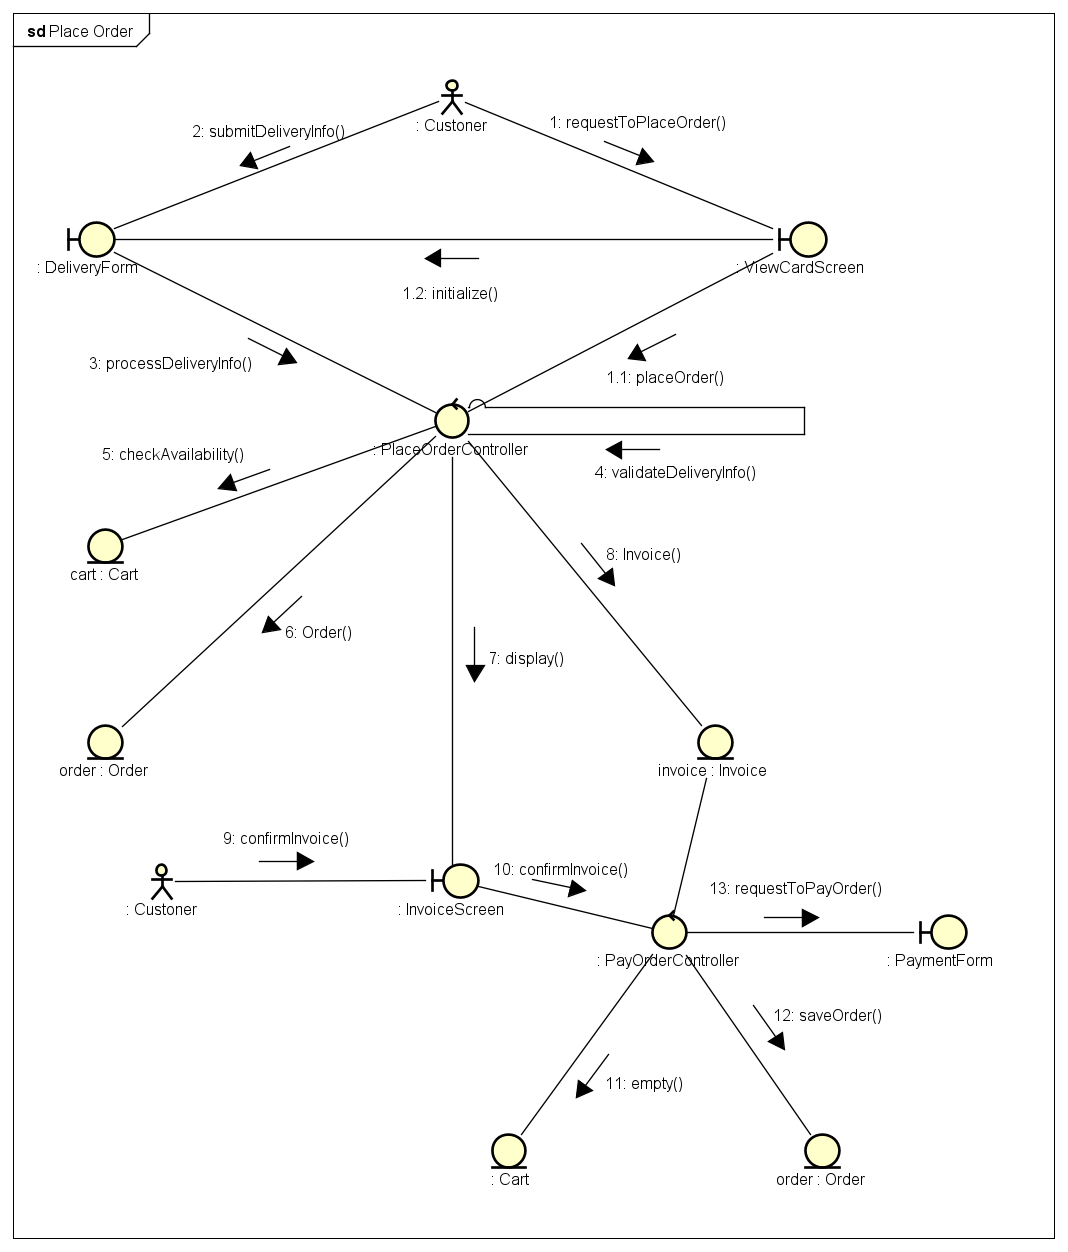 sd Place Order
: Custoner
2: submitDeliveryInfo()
1: requestToPlaceOrder()
: DeliveryForm
: ViewCardScreen
1.2: initialize()
3: processDeliveryInfo()
1.1: placeOrder()
: PlaceOrderController
5: checkAvailability()
4: validateDeliveryInfo()
cart : Cart
8: Invoice()
6: Order()
7: display()
order : Order
invoice : Invoice
9: confirmInvoice()
10: confirmInvoice()
13: requestToPayOrder()
: Custoner
: InvoiceScreen
: PayOrderController
: PaymentForm
12: saveOrder()
11: empty()
: Cart
order : Order